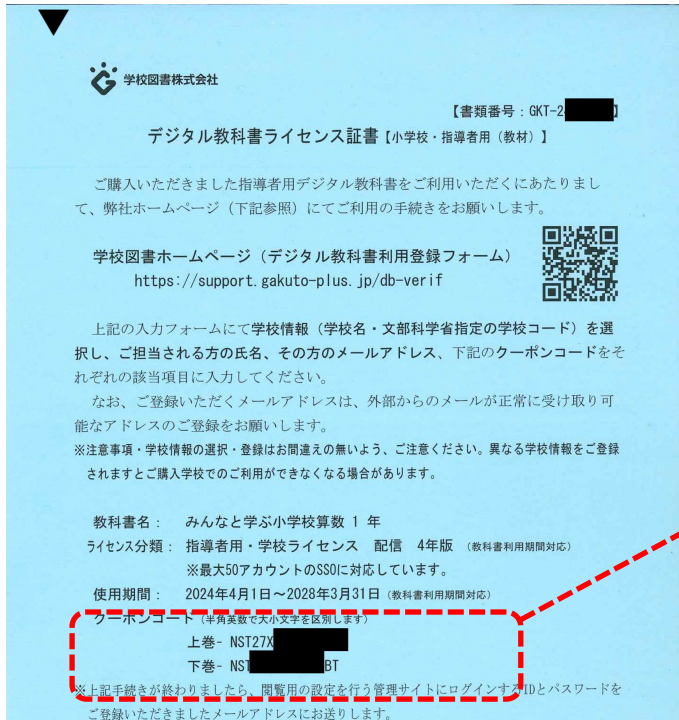 学校図書株式会社
【書類番号：GKT-2】
デジタル教科書ライセンス証書【小学校・指導者用（教材）】
ご購入いただきました指導者用デジタル教科書をご利用いただくにあたりまし
て、弊社ホームページ（下記参照）にてご利用の手続きをお願いします。
学校図書ホームページ（デジタル教科書利用登録フォーム）
https://support.gakuto-plus.jp/db-verif
上記の入力フォームにて学校情報（学校名・文部科学省指定の学校コード）を選
択し、ご担当される方の氏名、その方のメールアドレス、下記のクーポンコードをそ
れぞれの該当項目に入力してください。
なお、ご登録いただくメールアドレスは、外部からのメールが正常に受け取り可
能なアドレスのご登録をお願いします。
※注意事項・学校情報の選択・登録はお間違えの無いよう、ご注意ください。異なる学校情報をご登録
されますとご購入学校でのご利用ができなくなる場合があります。
教科書名： みんなと学ぶ小学校算数 1 年
ライセンス分類： 指導者用・学校ライセンス 配信 4年版 （教科書利用期間対応）
※最大50アカウントのSSOに対応しています。
使用期間： 2024年4月1日～2028年3月31日（教科書利用期間対応）
クーポンコード（半角英数で大小文字を区別します）
上巻- NST27X
下巻- NST BT
※上記手続きが終わりましたら、閲覧用の設定を行う管理サイトにログインするIDとパスワードを
ご登録いただきましたメールアドレスにお送りします。